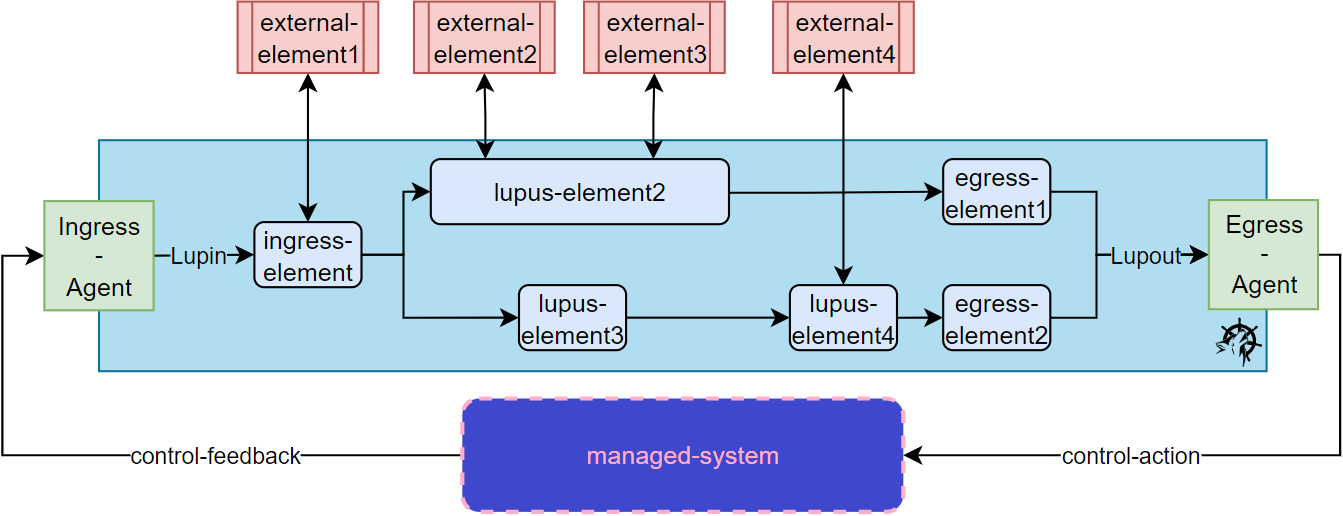 external-
element1
external-
element2
external-
element3
external-
element4
lupus-element2
egress-
element1
Ingress
-
Agent
Lupin
ingress-
element
Lupout
Egress
-
Agent
lupus-
element3
lupus-
element4
egress-
element2
control-feedback
managed-system
control-action